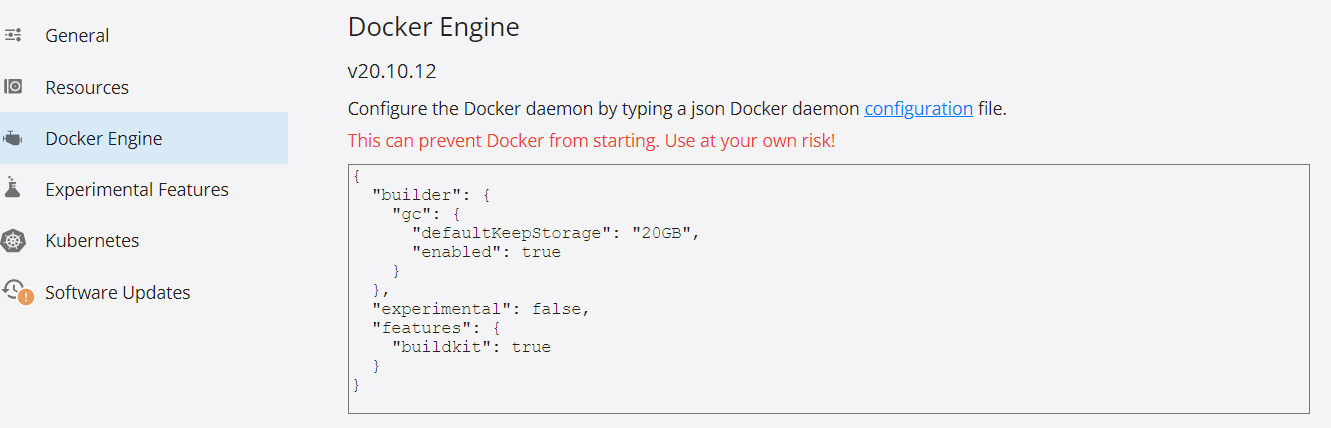 General
Resources
Docker Engine
Experimental Features
Kubernetes
Software Updates
Docker Engine
v20.10.12
Configure the Docker daemon by typing a json Docker daemon configuration file.
This can prevent Docker from starting. Use at your own risk!
{
  "builder": {
    "gc": {
      "defaultKeepStorage": "20GB",
      "enabled": true
    }
  },
  "experimental": false,
  "features": {
    "buildkit": true
  }
}